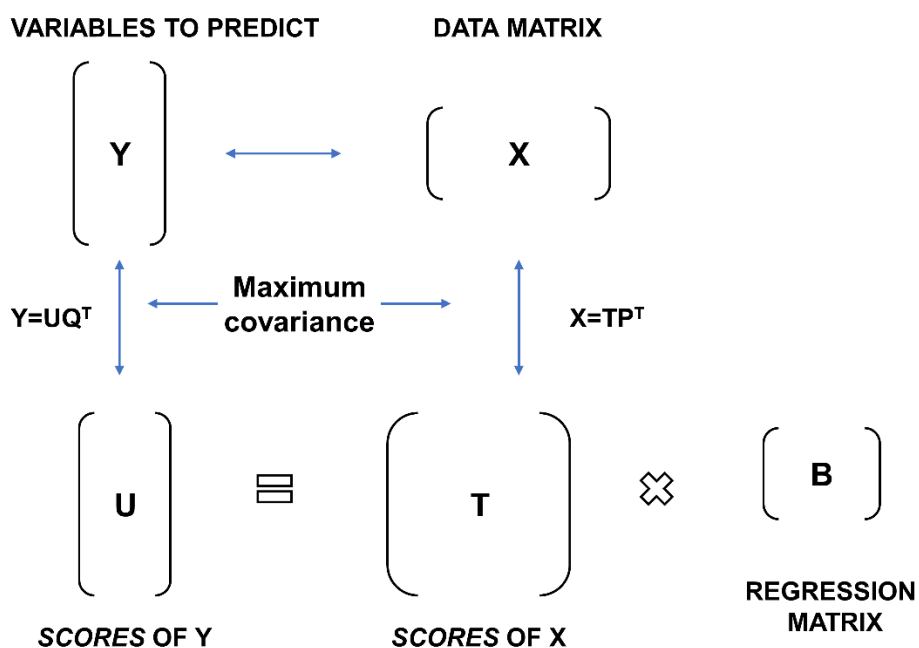 VARIABLES TO PREDICT
DATA MATRIX
Y
X
Maximum
covariance
Y=UQᵀ
X=TPᵀ
U
=
T
×
B
REGRESSION
MATRIX
SCORES OF Y
SCORES OF X